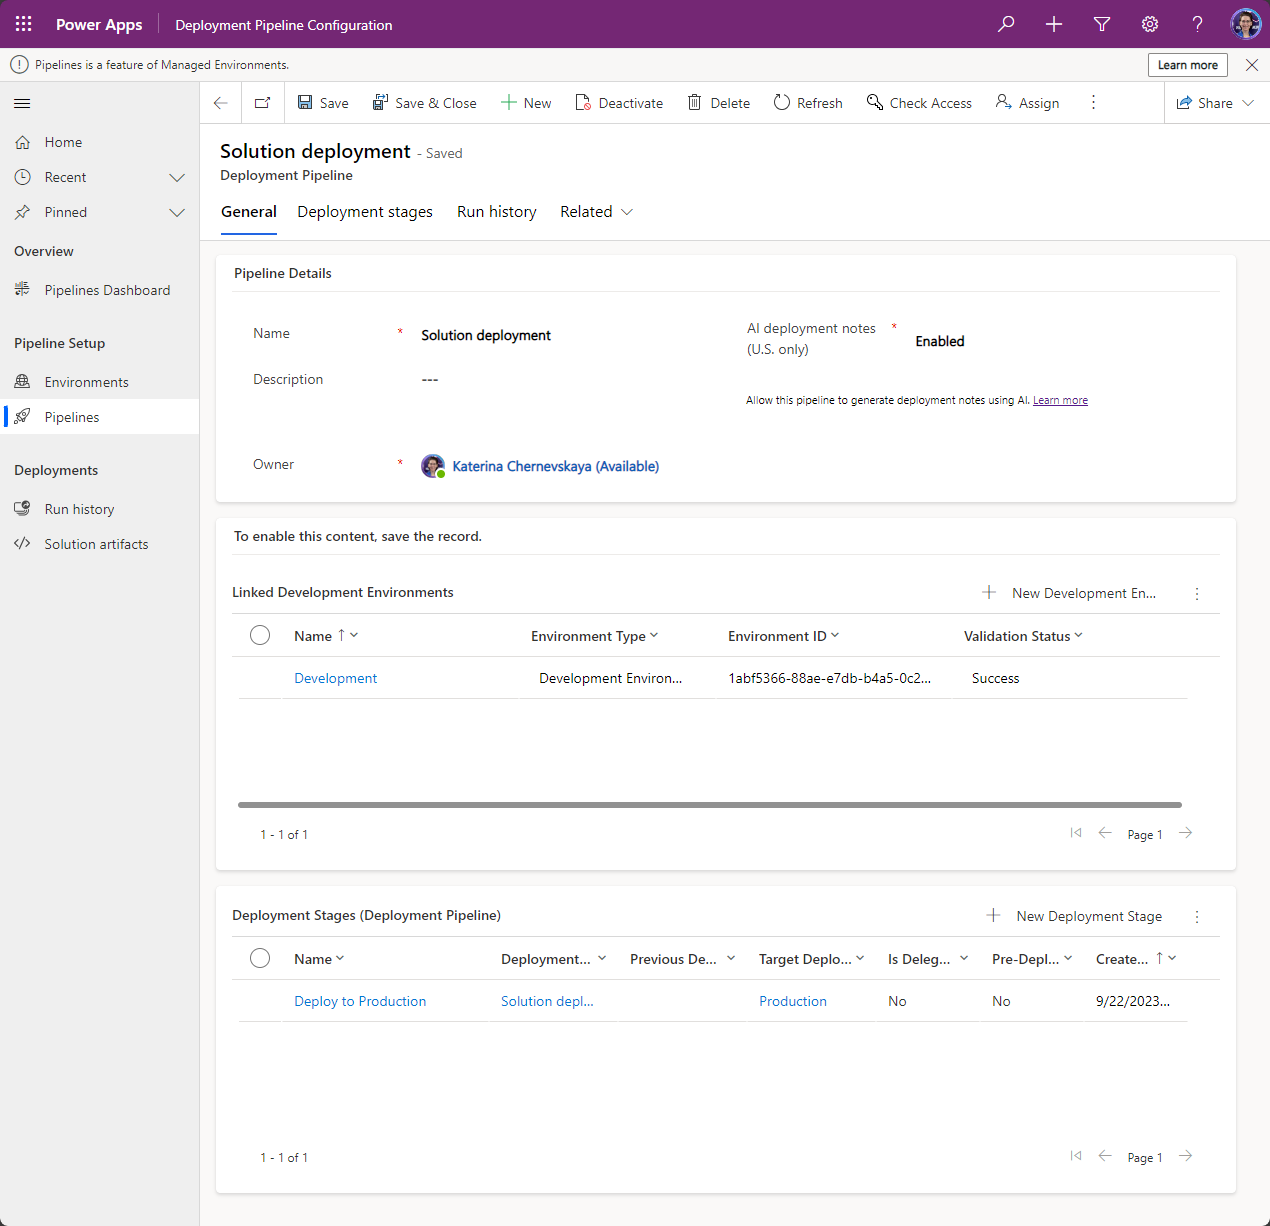 Power Apps
Deployment Pipeline Configuration
Pipelines is a feature of Managed Environments.
Learn more
Save
Save & Close
New
Deactivate
Delete
Refresh
Check Access
Assign
Share
Home
Recent
Pinned
Overview
Pipelines Dashboard
Pipeline Setup
Environments
Pipelines
Deployments
Run history
Solution artifacts
Solution deployment - Saved
Deployment Pipeline
General
Deployment stages
Run history
Related
Pipeline Details
Name * Solution deployment
AI deployment notes *
(U.S. only)
Enabled
Description ---
Allow this pipeline to generate deployment notes using AI. Learn more
Owner * Katerina Chernevskaya (Available)
To enable this content, save the record.
Linked Development Environments
New Development En...
Name Environment Type Environment ID Validation Status
Development Development Environ... 1abf5366-88ae-e7db-b4a5-0c2... Success
1 - 1 of 1
Page 1
Deployment Stages (Deployment Pipeline)
New Deployment Stage
Name Deployment... Previous De... Target Deplo... Is Deleg... Pre-Depl... Create...
Deploy to Production Solution depl... Production No No 9/22/2023...
1 - 1 of 1
Page 1